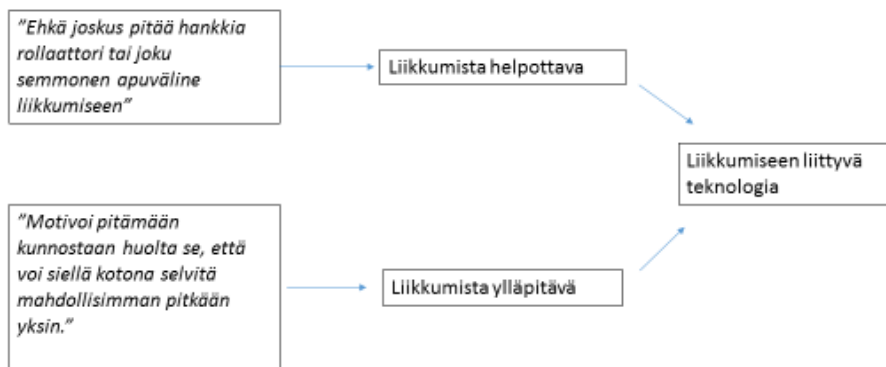 "Ehkä joskus pitää hankkia
rollaattori tai joku
semmonen apuväline
liikkumiseen"
Liikkumista helpottava
Liikkumiseen liittyvä
teknologia
"Motivoi pitämään
kunnostaan huolta se, että
voi siellä kotona selvitä
mahdollisimman pitkään
yksin."
Liikkumista ylläpitävä